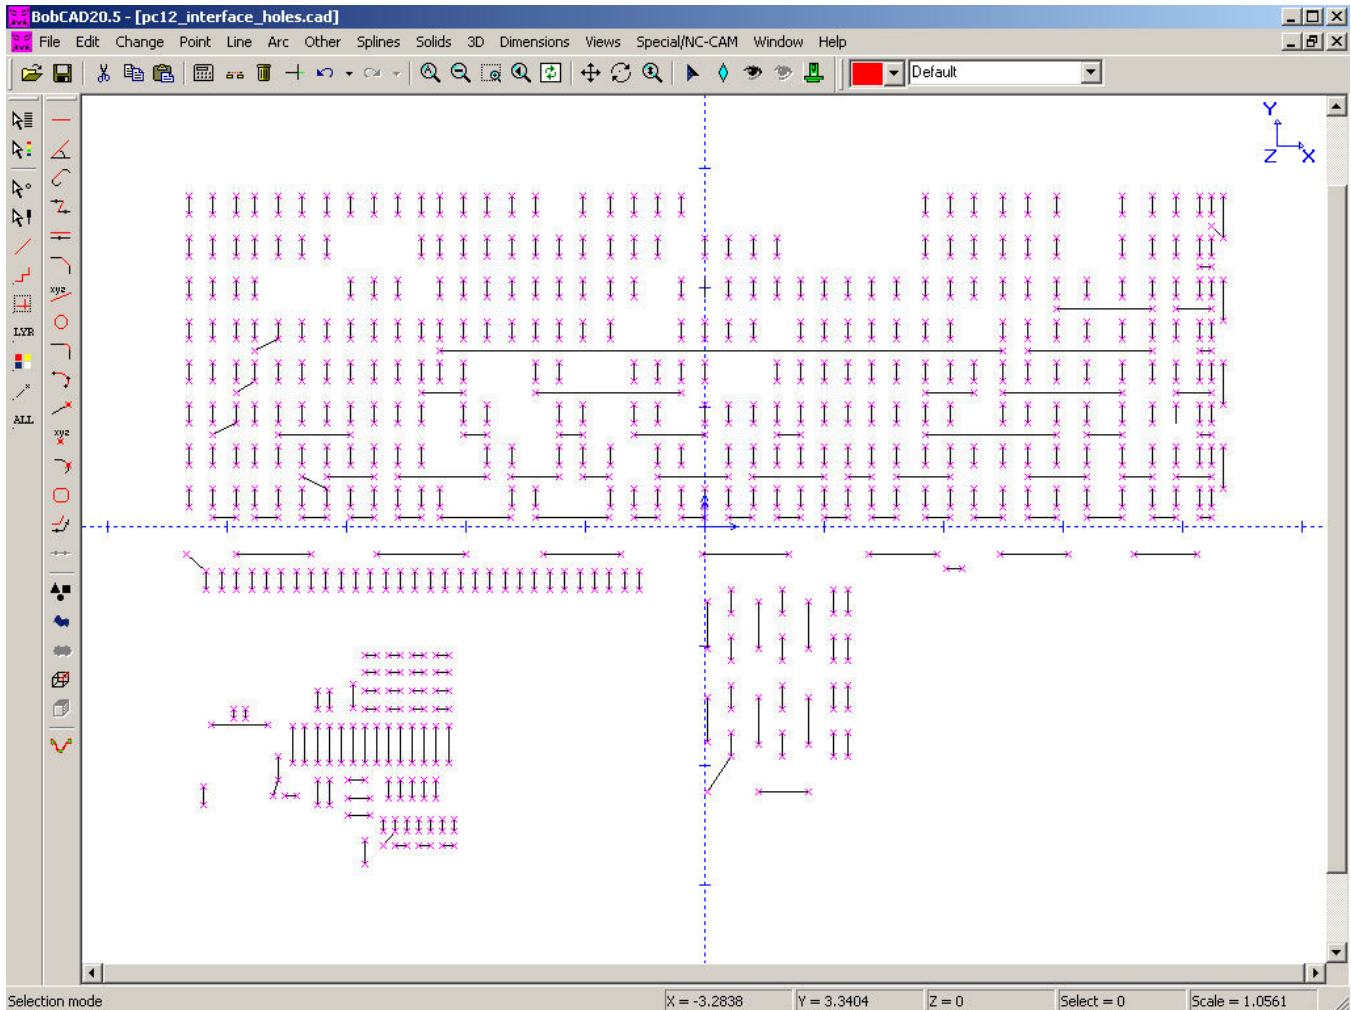 BobCAD20.5 - [pc12_interface_holes.cad]
File Edit Change Point Line Arc Other Splines Solids 3D Dimensions Views Special/NC-CAM Window Help
Default
Y
Z X
xyz
LYR
ALL
xyz
Selection mode X = -3.2838 Y = 3.3404 Z = 0 Select = 0 Scale = 1.0561